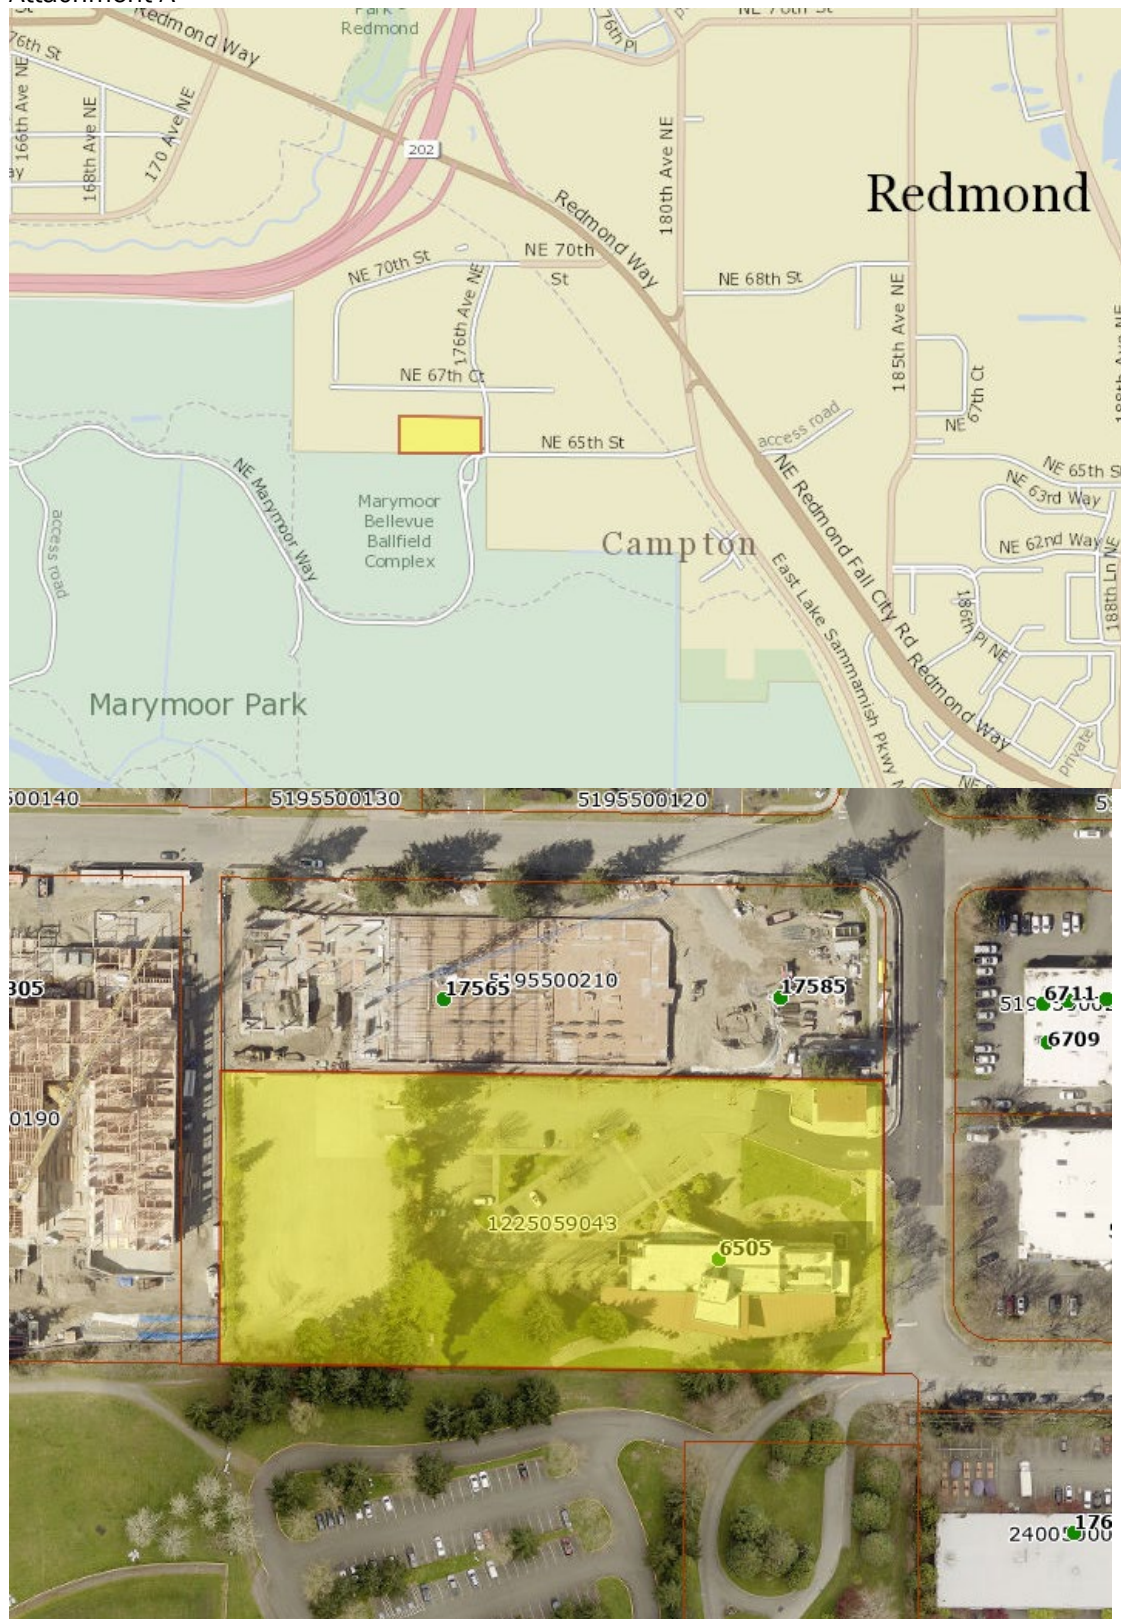 Attachment A
Park -
Redmond
Redmond Way
76th St
166th Ave NE
168th Ave NE
170 Ave NE
76th Pl
202
180th Ave NE
Redmond
Redmond Way
NE 70th St
NE 70th
St
176th Ave NE
NE 68th St
185th Ave NE
NE 67th Ct
NE 67th Ct
NE 65th St
access road
NE 65th St
NE 63rd Way
NE 62nd Way
188th Ln NE
186th Pl NE
NE Redmond Fall City Rd
Redmond Way
private
Campton
East Lake Sammamish Pkwy
Marymoor
Bellevue
Ballfield
Complex
NE Marymoor Way
access road
Marymoor Park
500140
5195500130
5195500120
305
17565
5195500210
17585
6711
6709
0190
1225059043
6505
176